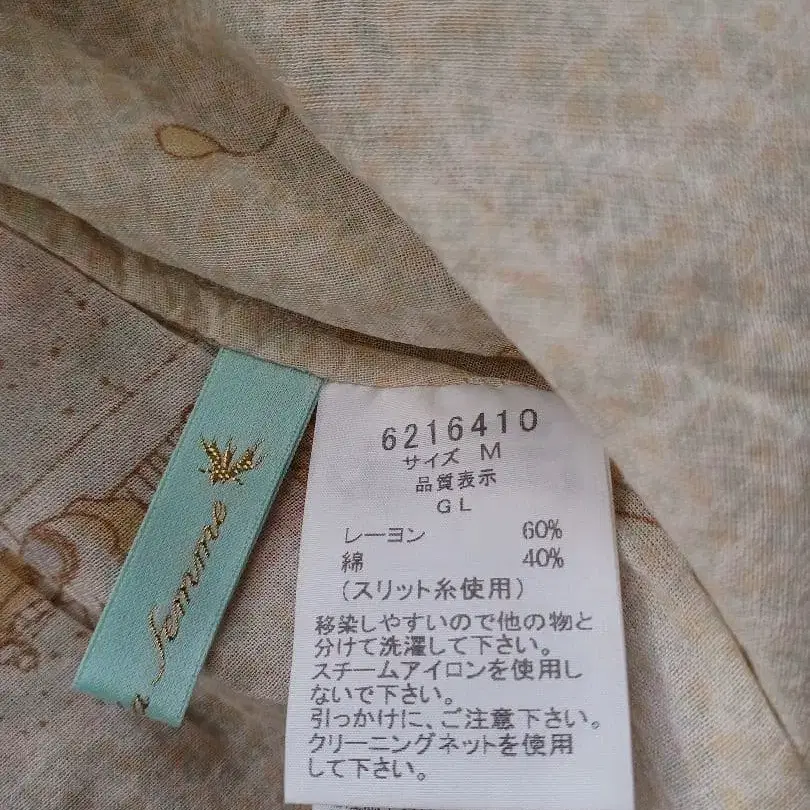 6216410
サイズ M
品質表示
GL
レーヨン 60%
綿 40%
(スリット糸使用)
移染しやすいので他の物と
分けて洗濯して下さい。
スチームアイロンを使用し
ないで下さい。
引っかけに、ご注意下さい。
クリーニングネットを使用
して下さい。
femme